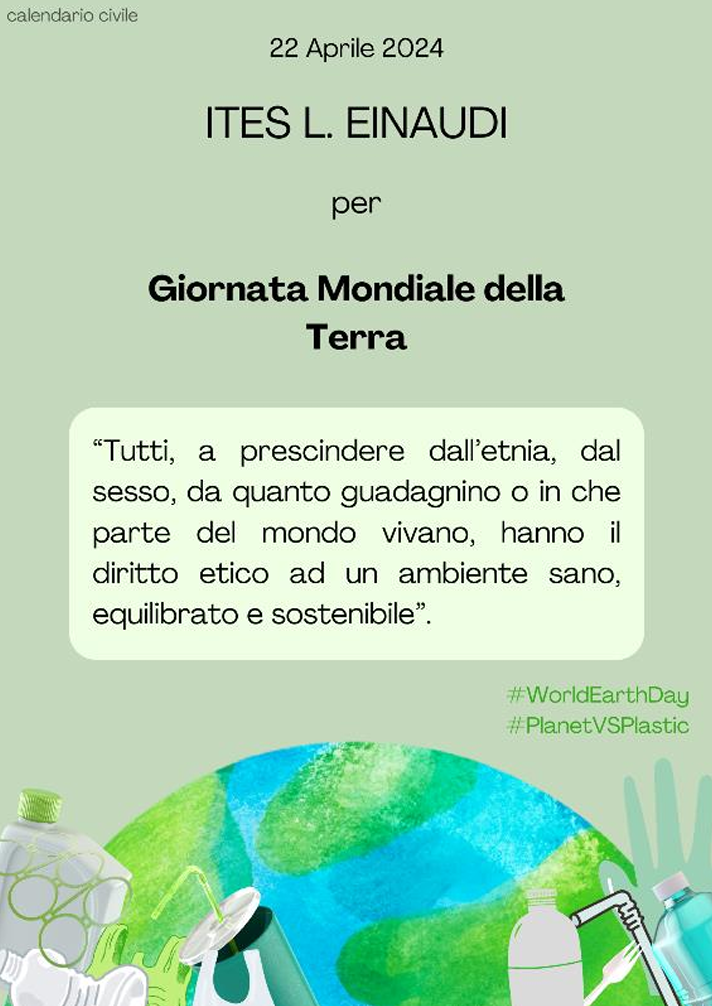 calendario civile
22 Aprile 2024
ITES L. EINAUDI
per
Giornata Mondiale della
Terra
“Tutti, a prescindere dall’etnia, dal
sesso, da quanto guadagnino o in che
parte del mondo vivano, hanno il
diritto etico ad un ambiente sano,
equilibrato e sostenibile”.
#WorldEarthDay
#PlanetVSPlastic